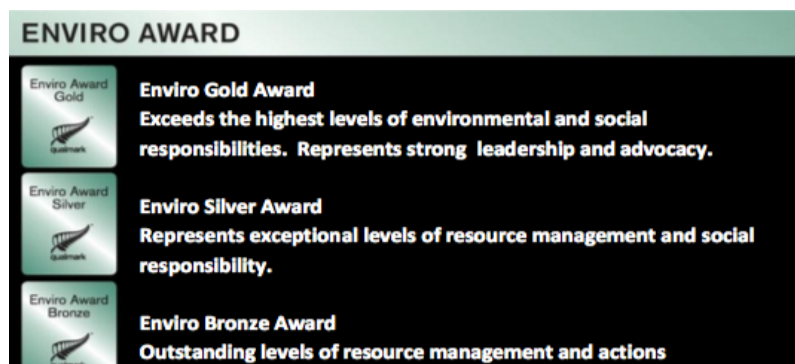 ENVIRO AWARD
Enviro Award
Gold
qualmark
Enviro Gold Award
Exceeds the highest levels of environmental and social
responsibilities.  Represents strong  leadership and advocacy.
Enviro Award
Silver
qualmark
Enviro Silver Award
Represents exceptional levels of resource management and social
responsibility.
Enviro Award
Bronze
Enviro Bronze Award
Outstanding levels of resource management and actions